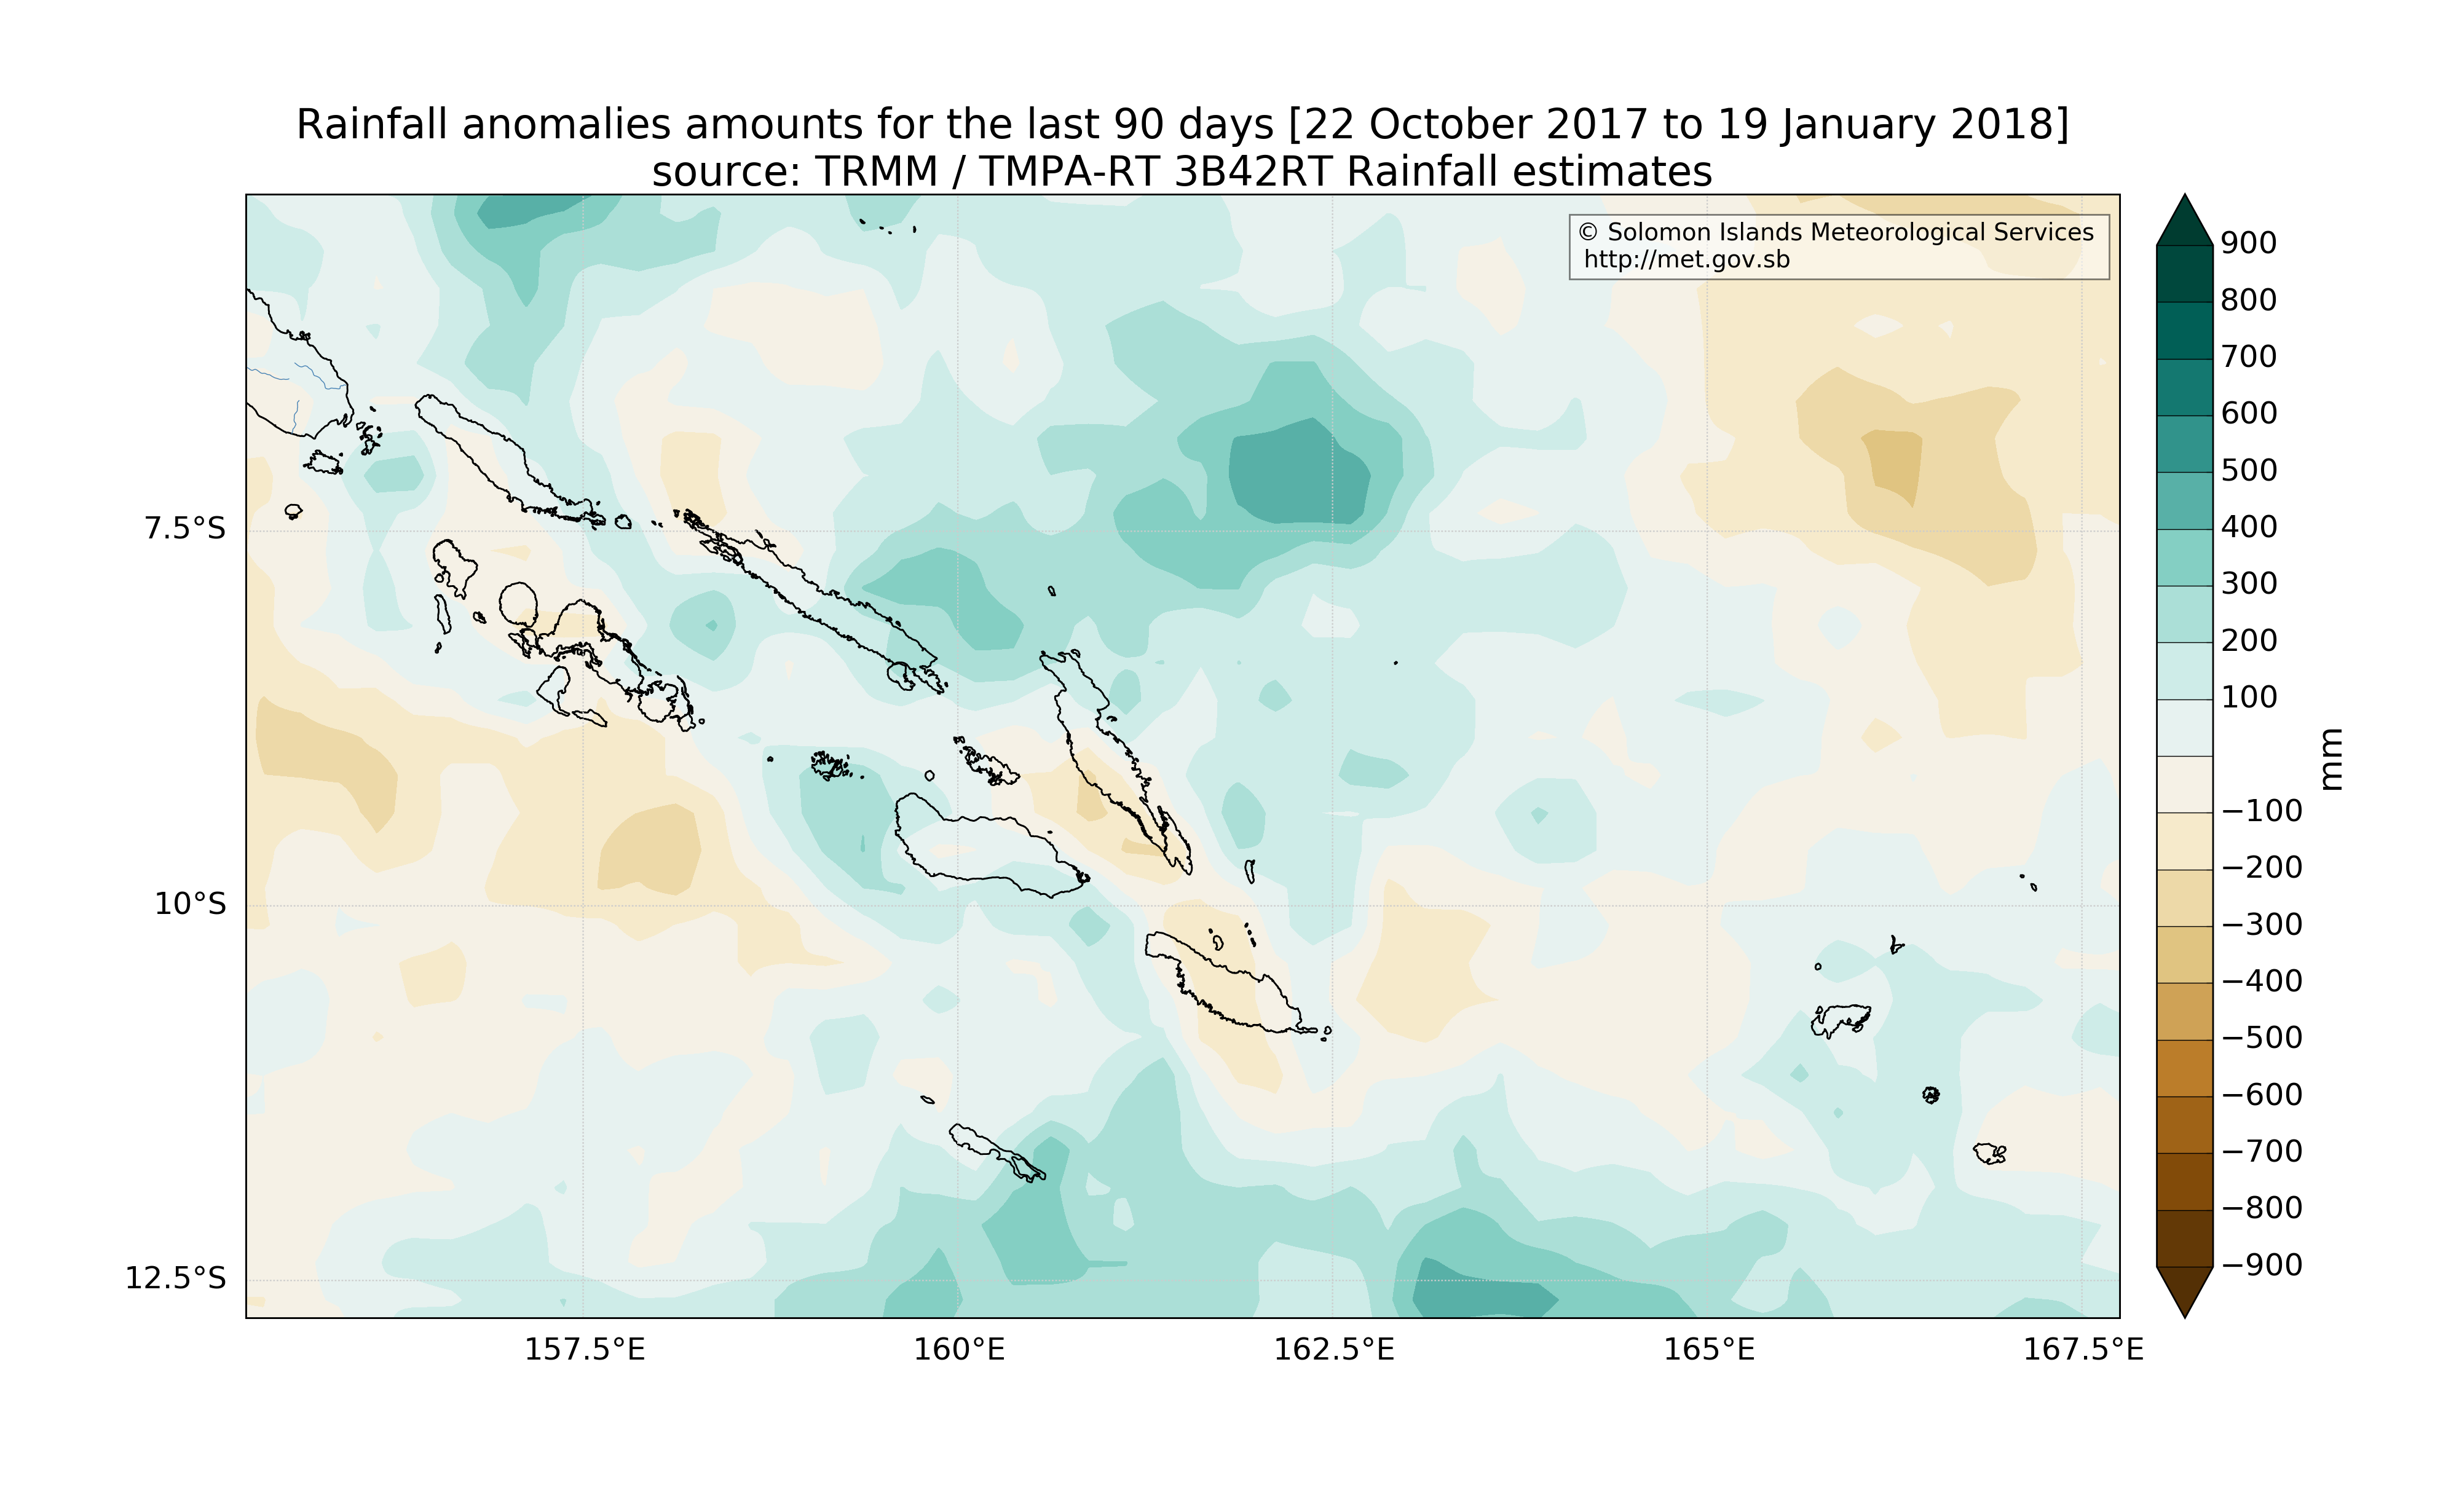 Rainfall anomalies amounts for the last 90 days [22 October 2017 to 19 January 2018]
source: TRMM / TMPA-RT 3B42RT Rainfall estimates
© Solomon Islands Meteorological Services
http://met.gov.sb
7.5°S
10°S
12.5°S
157.5°E
160°E
162.5°E
165°E
167.5°E
900
800
700
600
500
400
300
200
100
−100
−200
−300
−400
−500
−600
−700
−800
−900
mm